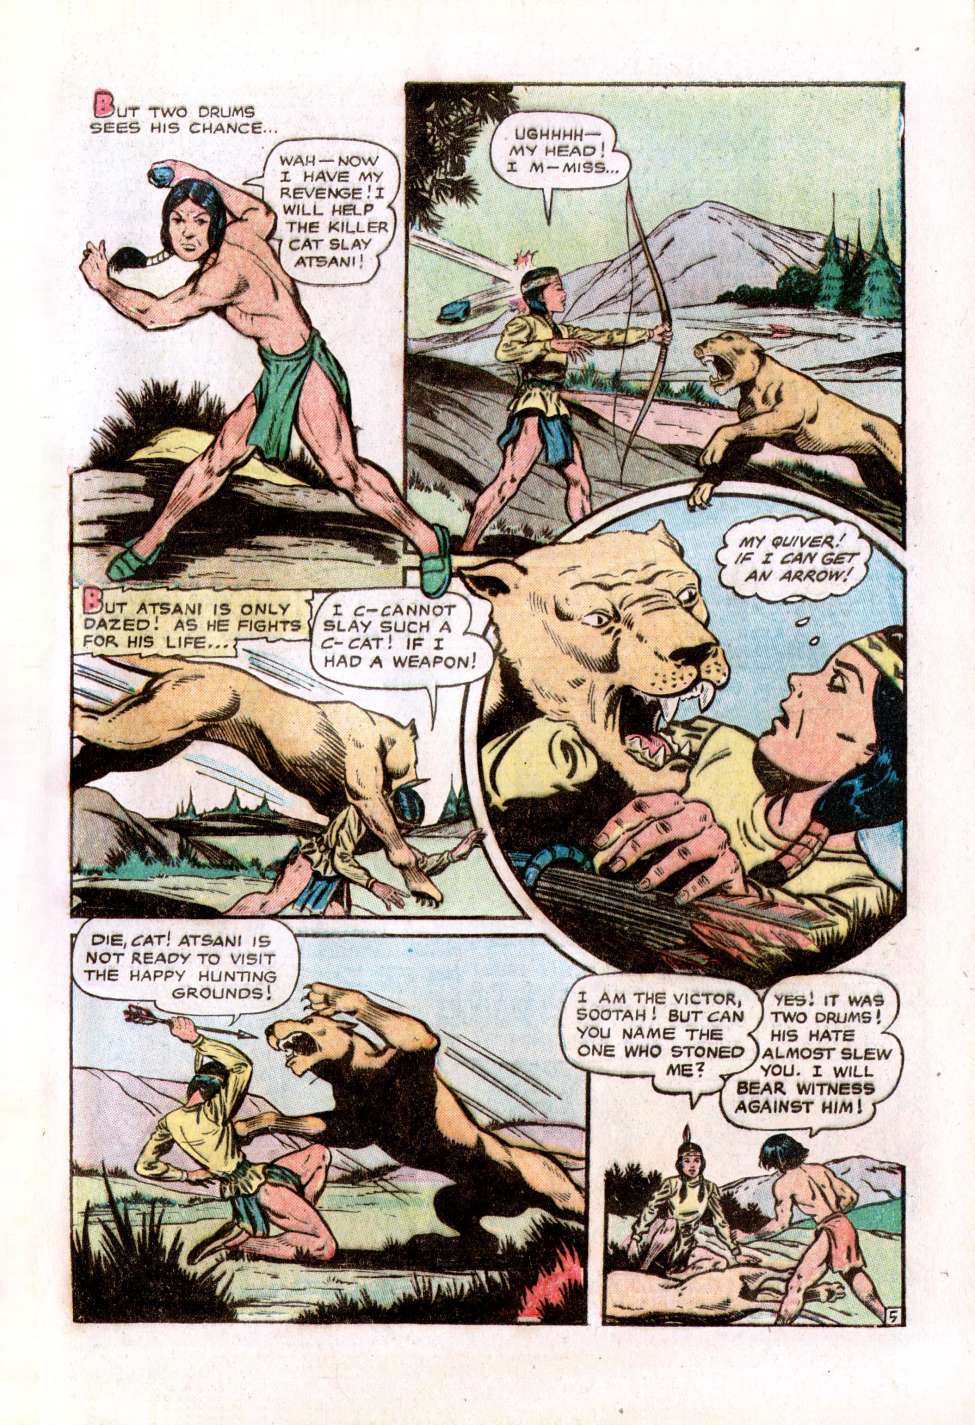 BUT TWO DRUMS
SEES HIS CHANCE...
WAH—NOW
I HAVE MY
REVENGE! I
WILL HELP
THE KILLER
CAT SLAY
ATSANI!
UGHHHH—
MY HEAD!
I M—MISS...
BUT ATSANI IS ONLY
DAZED! AS HE FIGHTS
FOR HIS LIFE...
I C-CANNOT
SLAY SUCH A
C-CAT! IF I
HAD A WEAPON!
MY QUIVER!
IF I CAN GET
AN ARROW!
DIE, CAT! ATSANI IS
NOT READY TO VISIT
THE HAPPY HUNTING
GROUNDS!
I AM THE VICTOR,
SOOTAH! BUT CAN
YOU NAME THE
ONE WHO STONED
ME?
YES! IT WAS
TWO DRUMS!
HIS HATE
ALMOST SLEW
YOU. I WILL
BEAR WITNESS
AGAINST HIM!
5